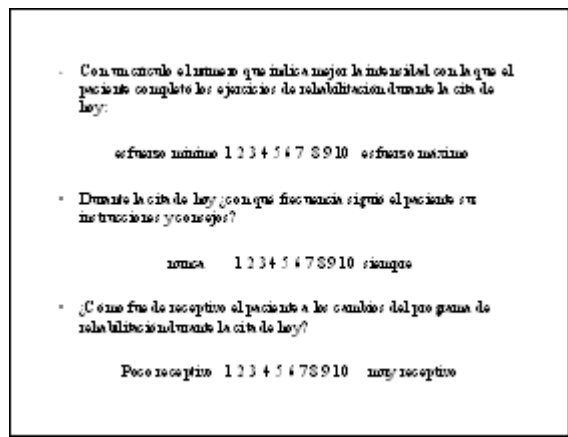 - Con un círculo el número que indica mejor la intensidad con la que el
paciente completó los ejercicios de rehabilitación durante la cita de
hoy:
esfuerzo mínimo 1 2 3 4 5 6 7 8 9 10 esfuerzo máximo
• Durante la cita de hoy ¿con qué frecuencia siguió el paciente sus
instrucciones y consejos?
nunca 1 2 3 4 5 6 7 8 9 10 siempre
• ¿Cómo fue de receptivo el paciente a los cambios del programa de
rehabilitación durante la cita de hoy?
Poco receptivo 1 2 3 4 5 6 7 8 9 10 muy receptivo